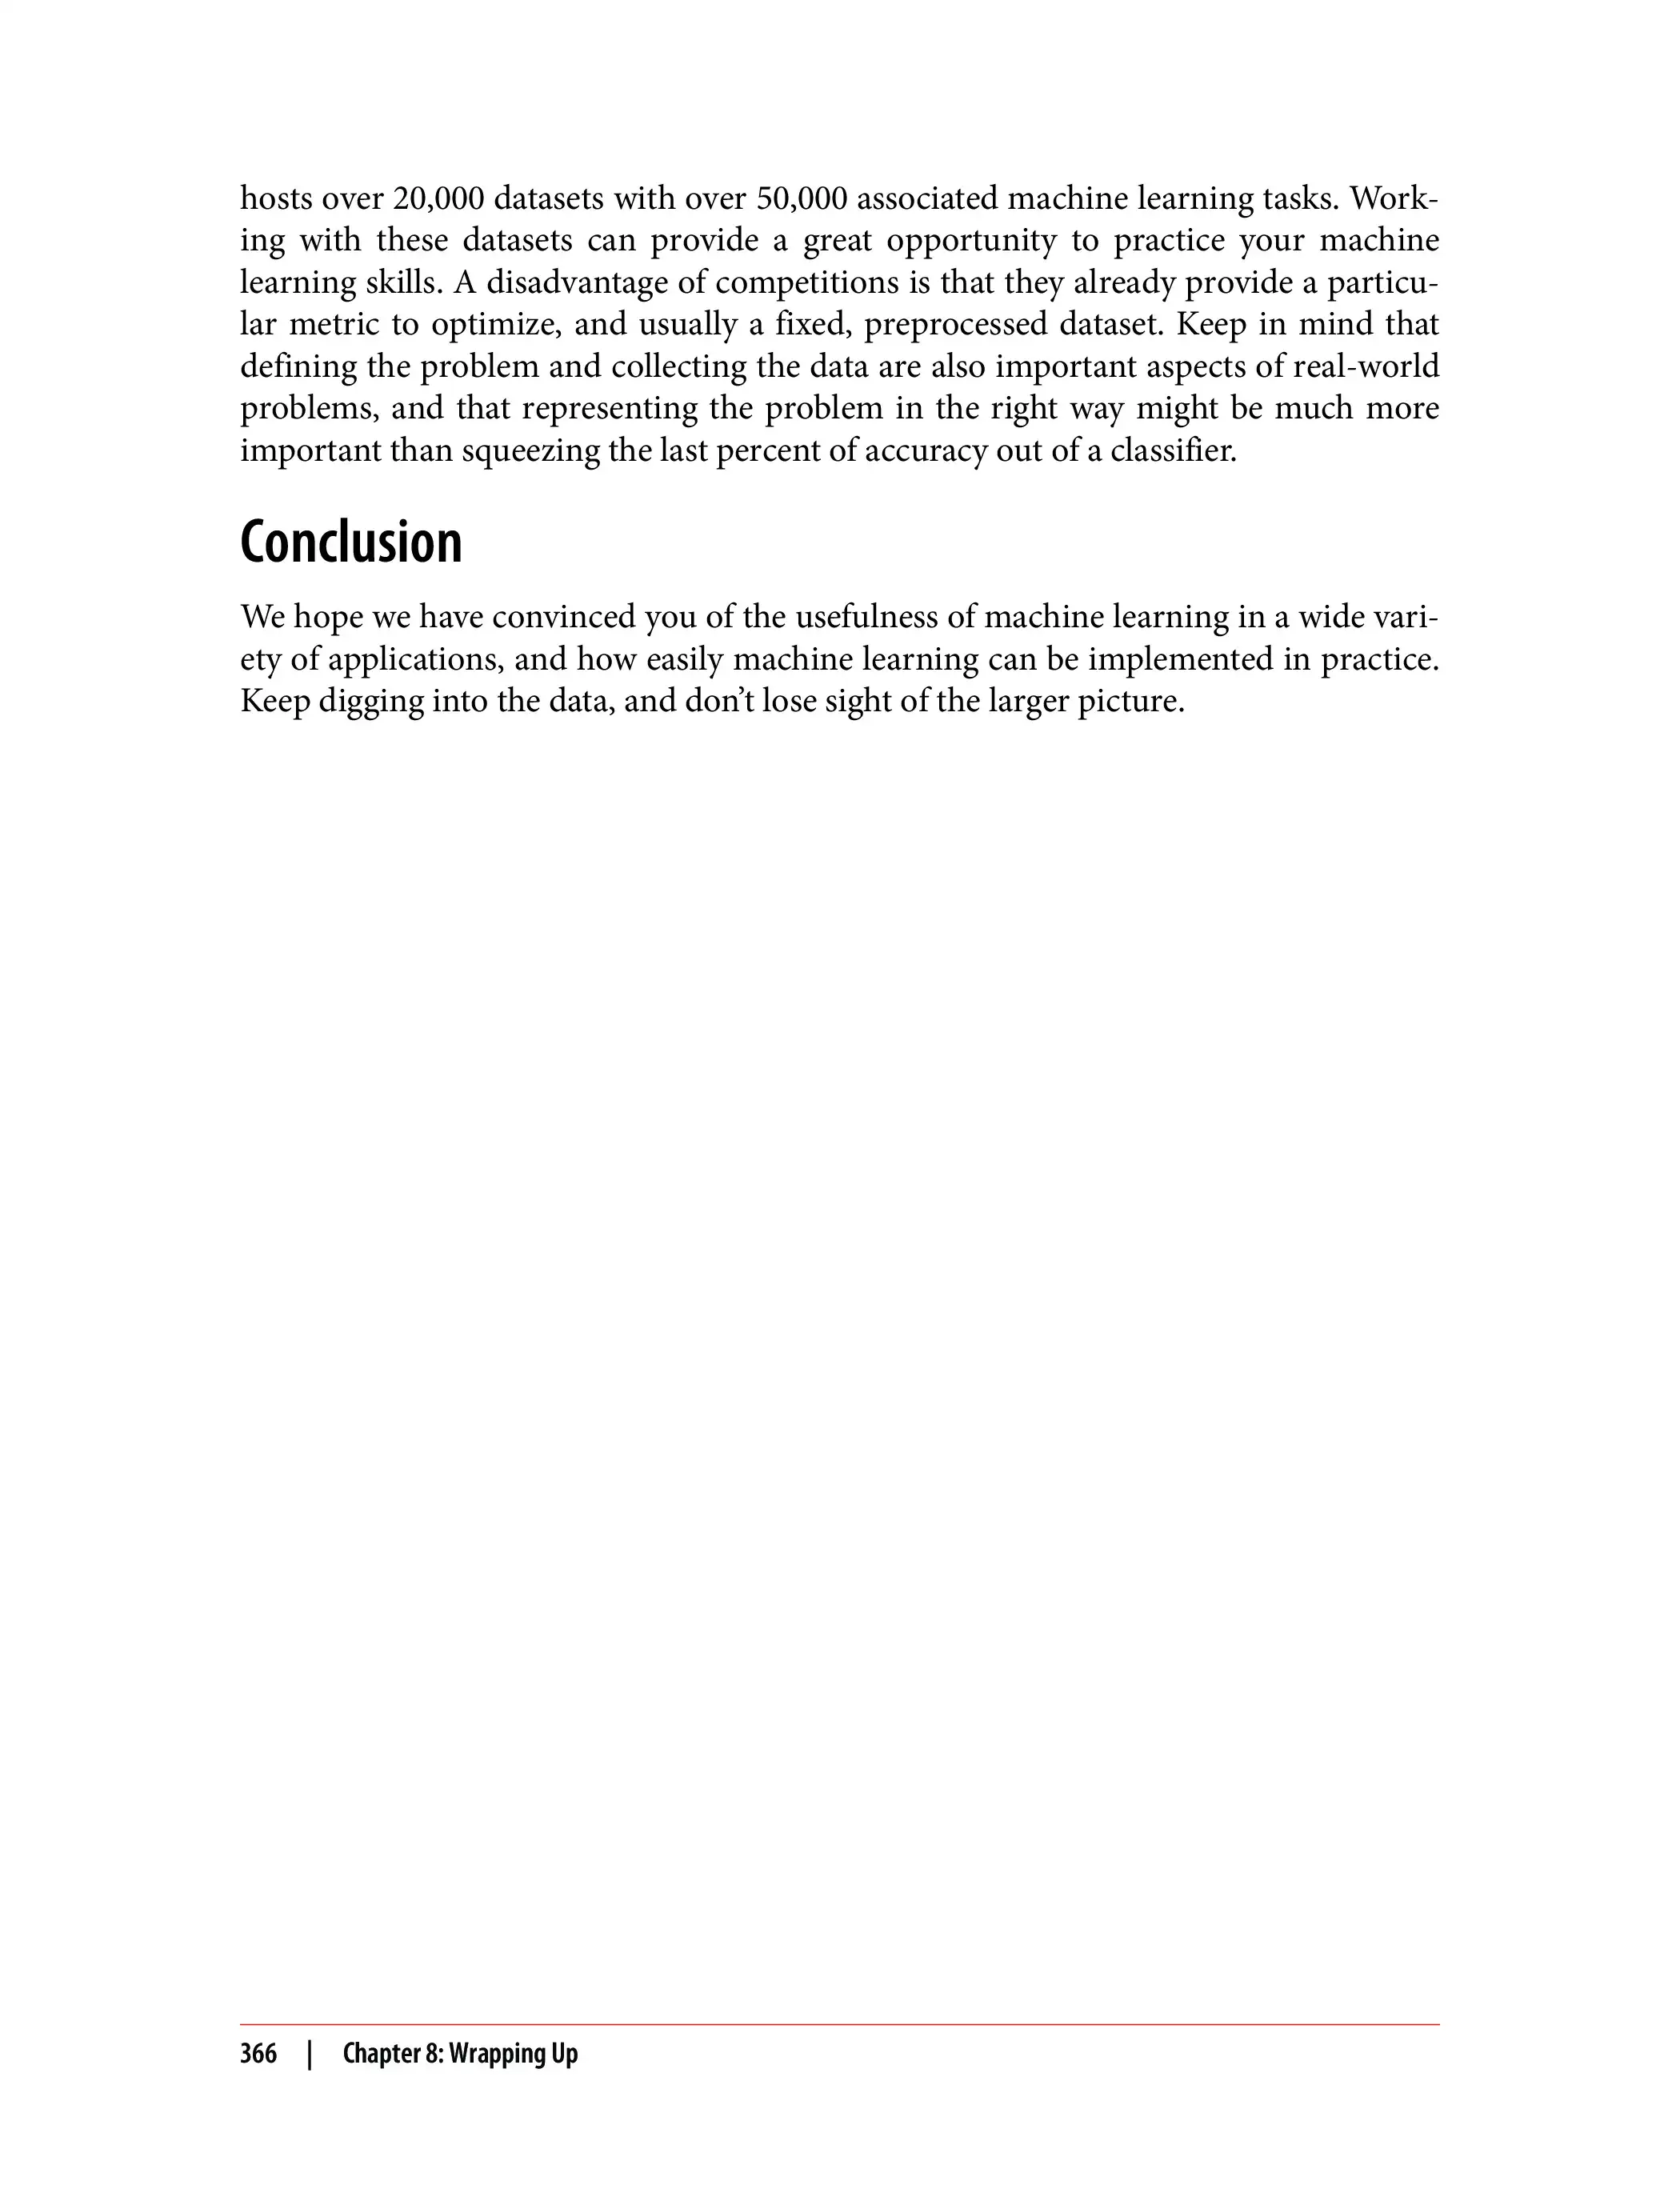 hosts over 20,000 datasets with over 50,000 associated machine learning tasks. Work-
ing with these datasets can provide a great opportunity to practice your machine
learning skills. A disadvantage of competitions is that they already provide a particu-
lar metric to optimize, and usually a fixed, preprocessed dataset. Keep in mind that
defining the problem and collecting the data are also important aspects of real-world
problems, and that representing the problem in the right way might be much more
important than squeezing the last percent of accuracy out of a classifier.
Conclusion
We hope we have convinced you of the usefulness of machine learning in a wide vari-
ety of applications, and how easily machine learning can be implemented in practice.
Keep digging into the data, and don’t lose sight of the larger picture.
366 | Chapter 8: Wrapping Up